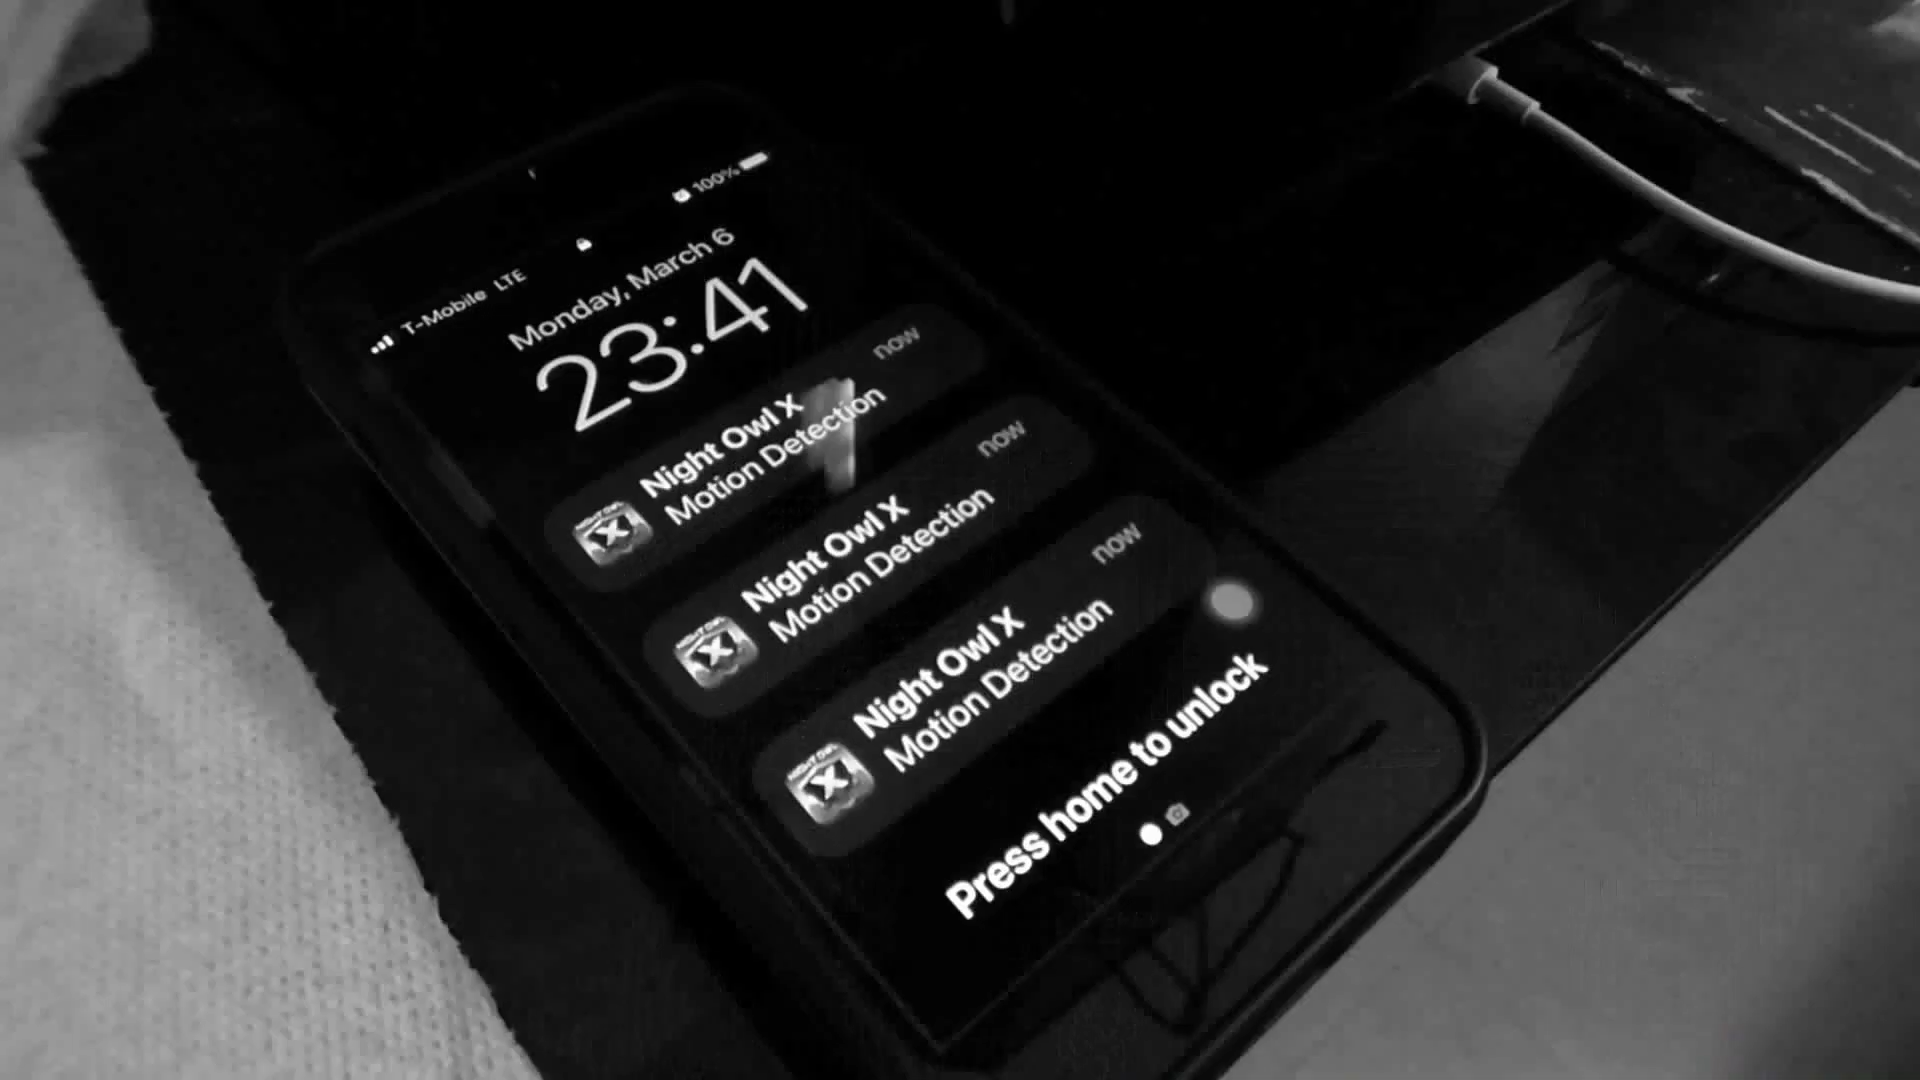 T-Mobile LTE
100%
Monday, March 6
23:41
Night Owl X
now
Motion Detection
Night Owl X
now
Motion Detection
Night Owl X
now
Motion Detection
Press home to unlock